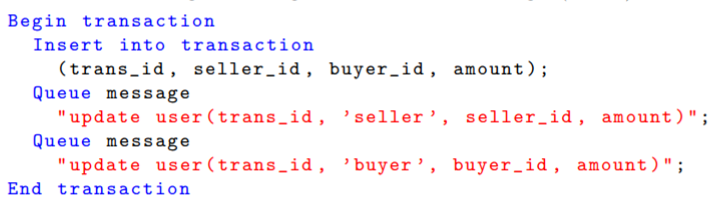 Begin transaction
Insert into transaction
(trans_id, seller_id, buyer_id, amount);
Queue message
"update user(trans_id, ’seller’, seller_id, amount)";
Queue message
"update user(trans_id, ’buyer’, buyer_id, amount)";
End transaction